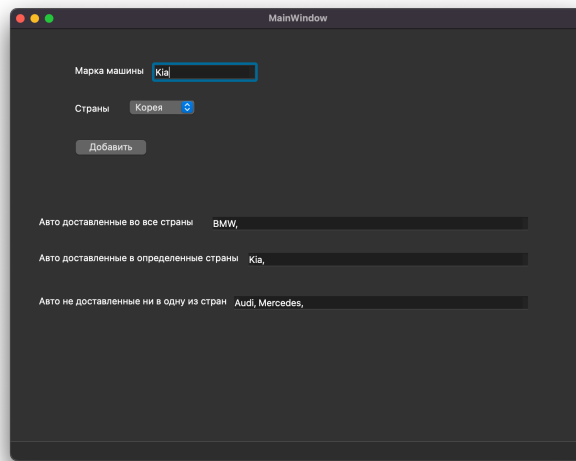 MainWindow
Марка машины Kia
Страны Корея
Добавить
Авто доставленные во все страны BMW,
Авто доставленные в определенные страны Kia,
Авто не доставленные ни в одну из стран Audi, Mercedes,